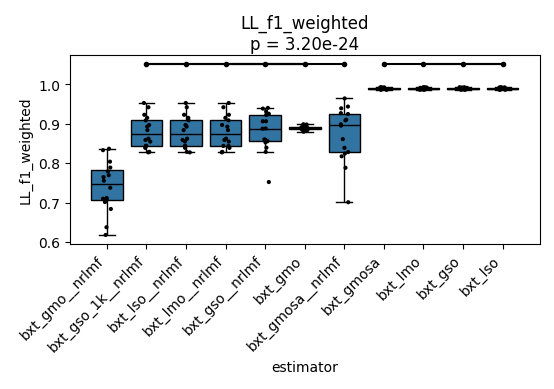 LL_f1_weighted
p = 3.20e-24
LL_f1_weighted
1.0
0.9
0.8
0.7
0.6
bxt_gmo__nrlmf
bxt_gso_1k__nrlmf
bxt_lso__nrlmf
bxt_lmo__nrlmf
bxt_gso__nrlmf
bxt_gmo
bxt_gmosa__nrlmf
bxt_gmosa
bxt_lmo
bxt_gso
bxt_lso
estimator